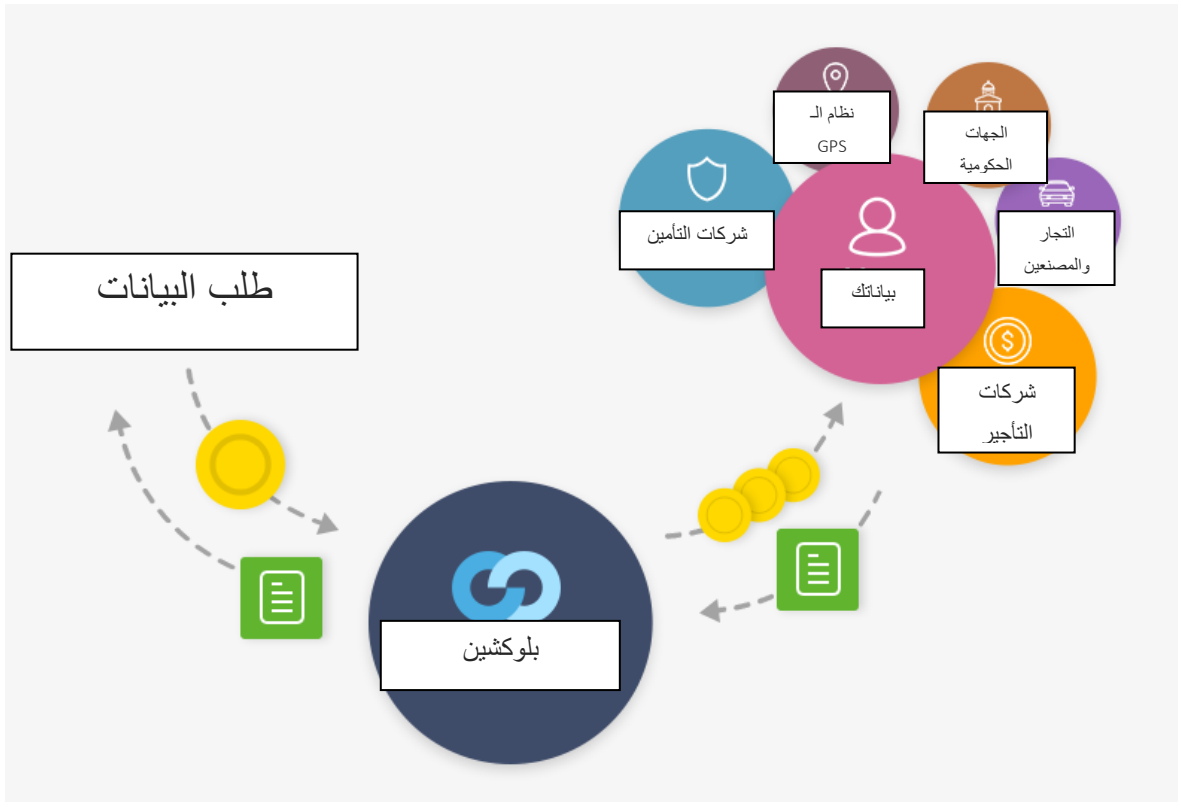 نظام الـ
GPS
الجهات
الحكومية
شركات التأمين
التجار
والمصنعين
بياناتك
طلب البيانات
شركات
التأجير
بلوكشين